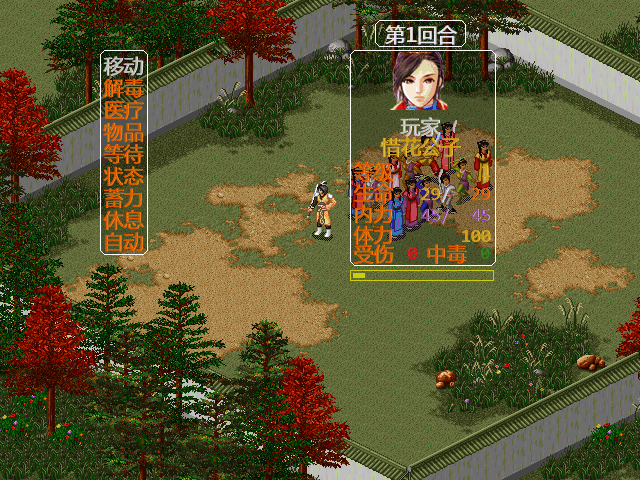 第1回合
移动
解毒
医疗
物品
等待
状态
蓄力
休息
自动
玩家
惜花公子
等级
生命 29/ 29
内力 45/ 45
体力 100
受伤 0 中毒 0